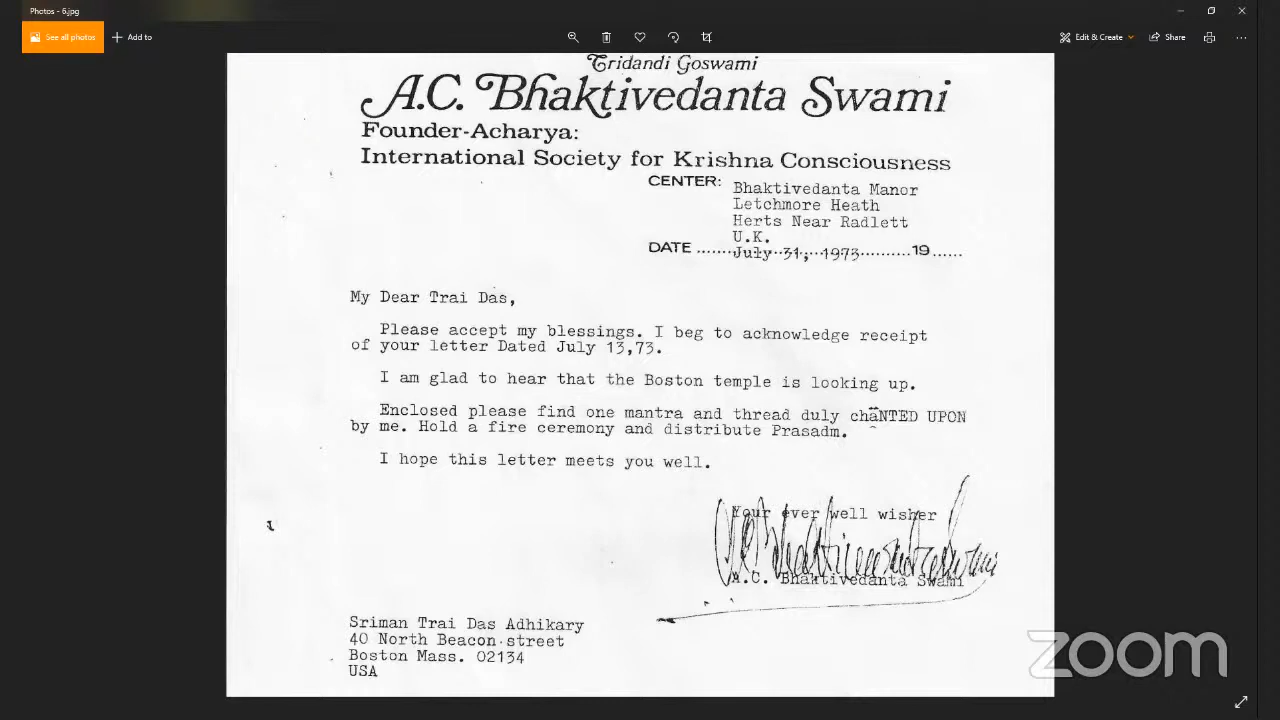 Photos - 6.jpg
See all photos
Add to
Edit & Create
Share
Tridandi Goswami
A.C. Bhaktivedanta Swami
Founder-Acharya:
International Society for Krishna Consciousness
CENTER: Bhaktivedanta Manor
Letchmore Heath
Herts Near Radlett
U.K.
DATE ........July 31, 1973..........19......
My Dear Trai Das,
Please accept my blessings. I beg to acknowledge receipt
of your letter Dated July 13,73.
I am glad to hear that the Boston temple is looking up.
Enclosed please find one mantra and thread duly chaNTED UPON
by me. Hold a fire ceremony and distribute Prasadm.
I hope this letter meets you well.
Your ever well wisher
A.C. Bhaktivedanta Swami
A.C. Bhaktivedanta Swami
Sriman Trai Das Adhikary
40 North Beacon street
Boston Mass. 02134
USA
zoom